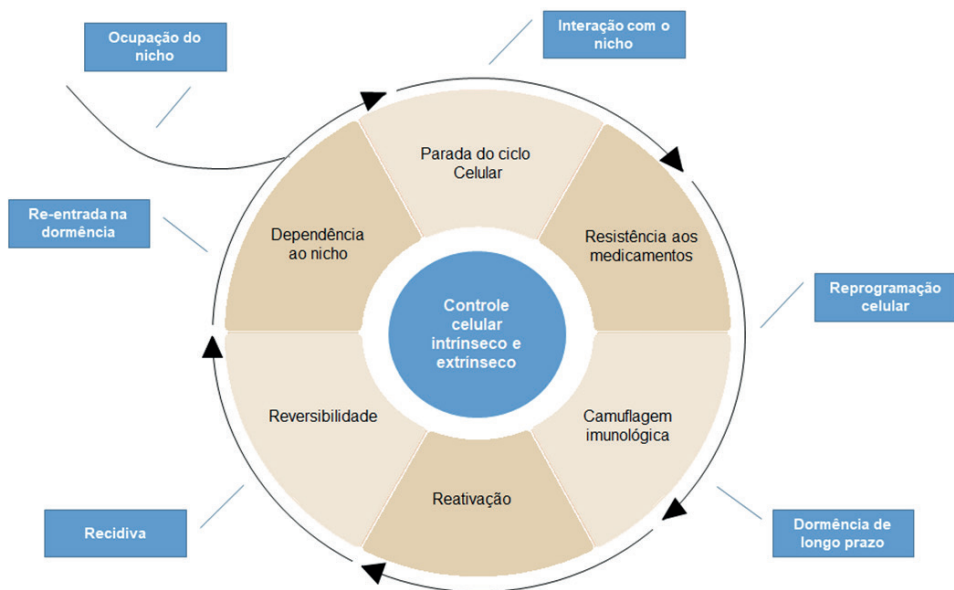 Ocupação do
nicho
Interação com o
nicho
Parada do ciclo
Celular
Re-entrada na
dormência
Dependência
ao nicho
Resistência aos
medicamentos
Reprogramação
celular
Controle
celular
intrínseco e
extrínseco
Reversibilidade
Camuflagem
imunológica
Reativação
Recidiva
Dormência de
longo prazo